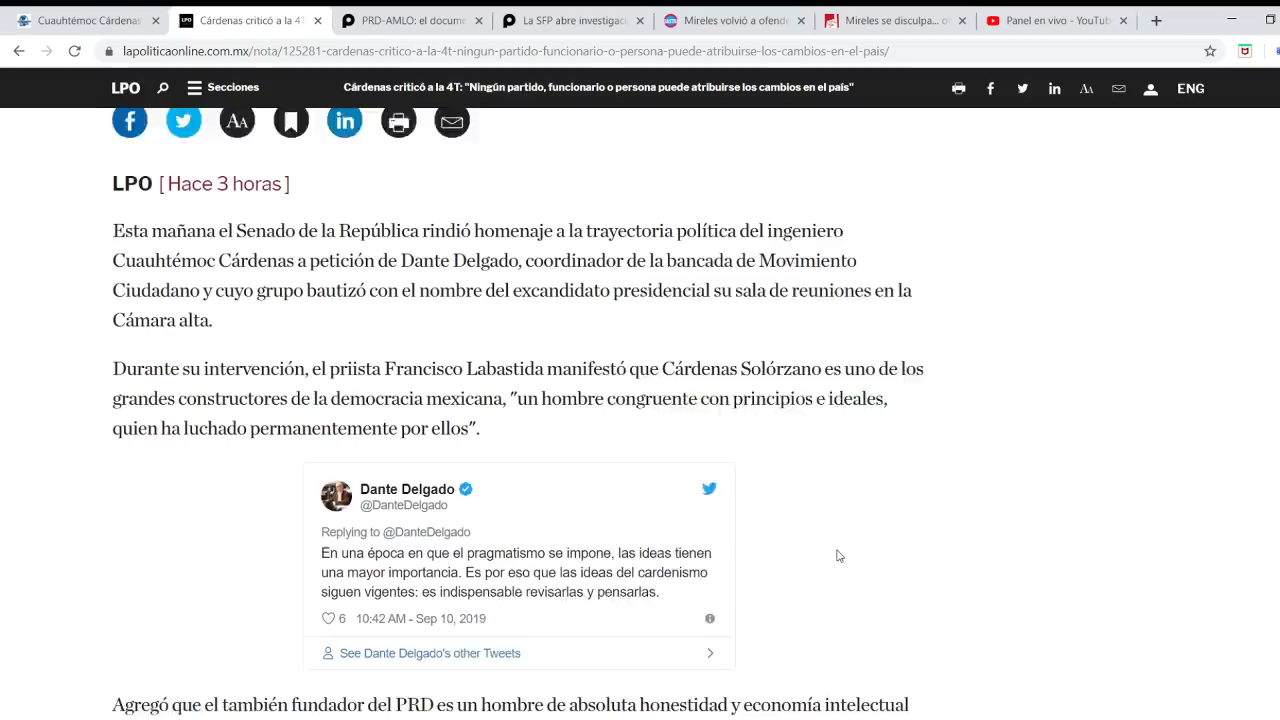 Cuauhtémoc Cárdenas
Cárdenas criticó a la 4T
PRD-AMLO: el docume
La SFP abre investigac
Mireles volvió a ofende
Mireles se disculpa... of
Panel en vivo - YouTub
lapoliticaonline.com.mx/nota/125281-cardenas-critico-a-la-4t-ningun-partido-funcionario-o-persona-puede-atribuirse-los-cambios-en-el-pais/
LPO Secciones Cárdenas criticó a la 4T: "Ningún partido, funcionario o persona puede atribuirse los cambios en el país" AA ENG
AA
LPO [ Hace 3 horas ]
Esta mañana el Senado de la República rindió homenaje a la trayectoria política del ingeniero
Cuauhtémoc Cárdenas a petición de Dante Delgado, coordinador de la bancada de Movimiento
Ciudadano y cuyo grupo bautizó con el nombre del excandidato presidencial su sala de reuniones en la
Cámara alta.
Durante su intervención, el priista Francisco Labastida manifestó que Cárdenas Solórzano es uno de los
grandes constructores de la democracia mexicana, "un hombre congruente con principios e ideales,
quien ha luchado permanentemente por ellos".
Dante Delgado
@DanteDelgado
Replying to @DanteDelgado
En una época en que el pragmatismo se impone, las ideas tienen
una mayor importancia. Es por eso que las ideas del cardenismo
siguen vigentes: es indispensable revisarlas y pensarlas.
6 10:42 AM - Sep 10, 2019
See Dante Delgado's other Tweets
Agregó que el también fundador del PRD es un hombre de absoluta honestidad y economía intelectual